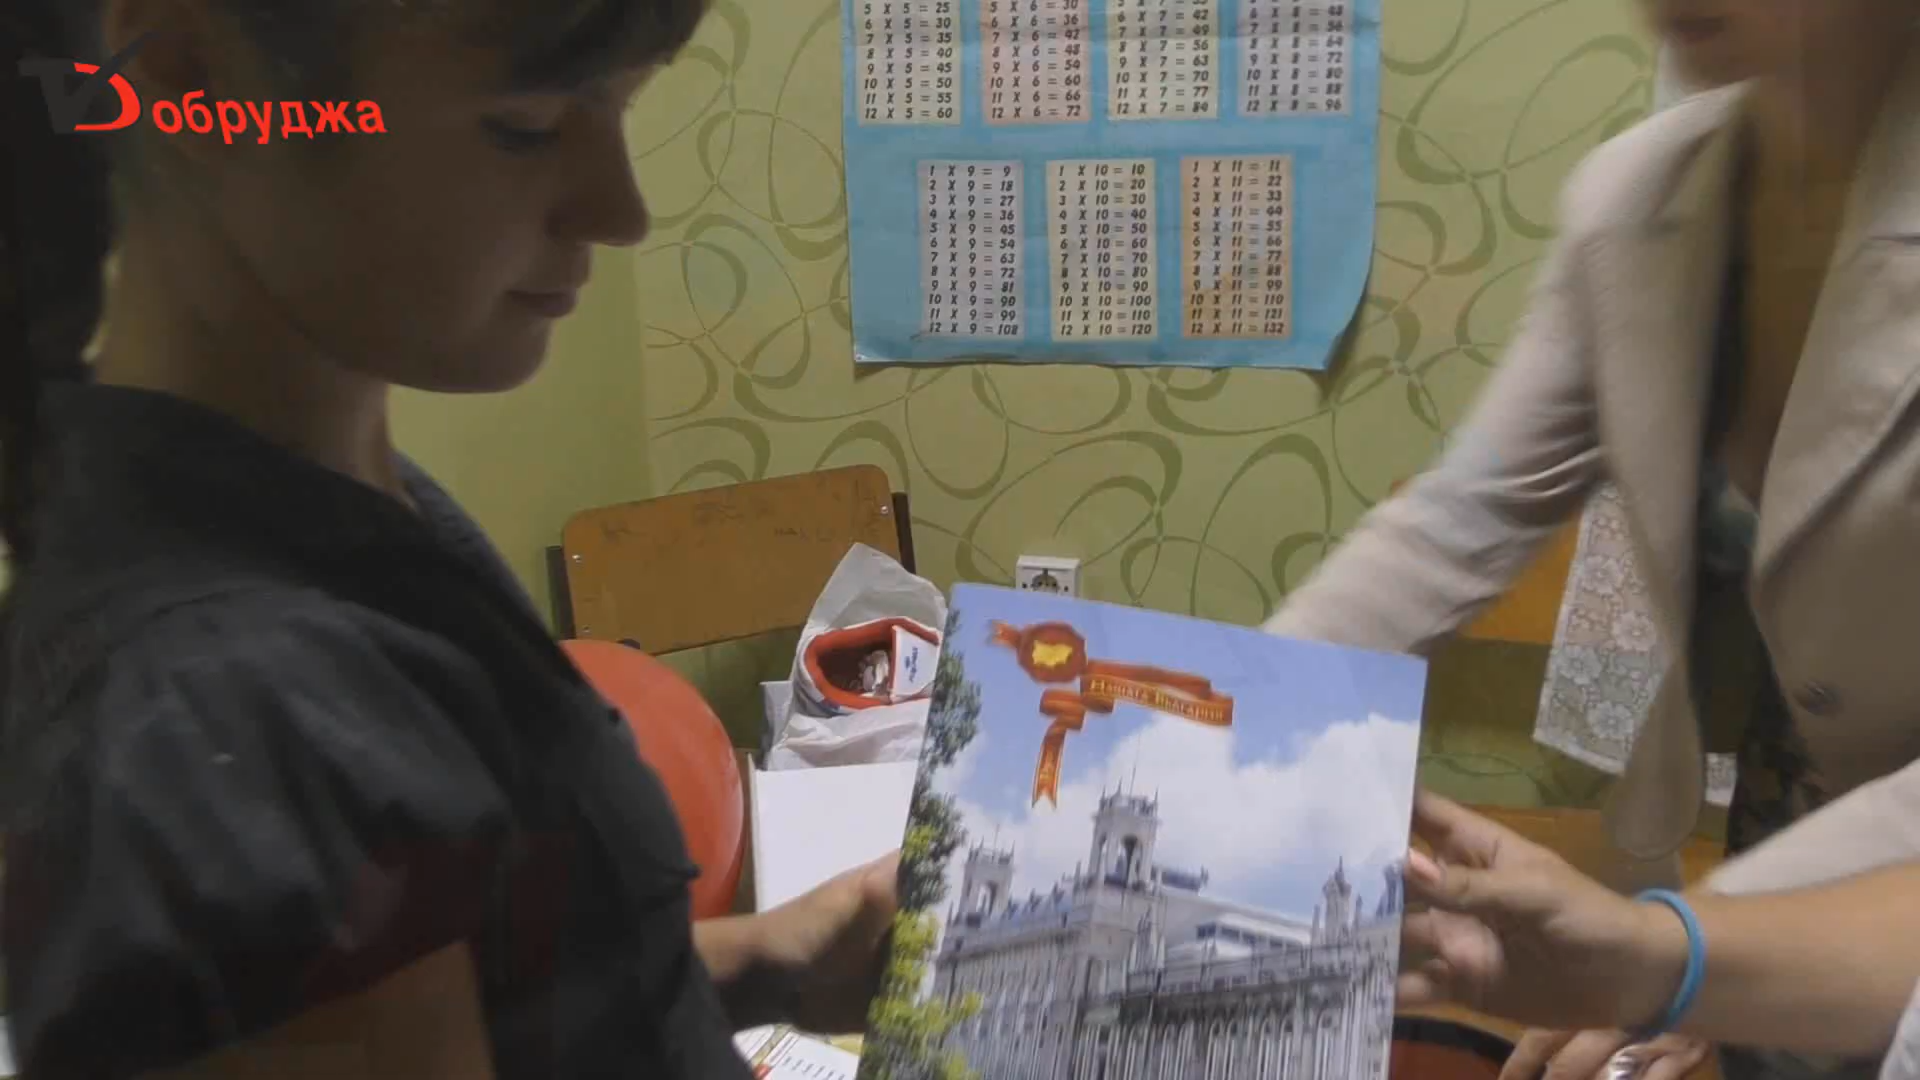 TV Добруджа
5 X 5 = 25
6 X 5 = 30
7 X 5 = 35
8 X 5 = 40
9 X 5 = 45
10 X 5 = 50
11 X 5 = 55
12 X 5 = 60
5 X 6 = 30
6 X 6 = 36
7 X 6 = 42
8 X 6 = 48
9 X 6 = 54
10 X 6 = 60
11 X 6 = 66
12 X 6 = 72
6 X 7 = 42
7 X 7 = 49
8 X 7 = 56
9 X 7 = 63
10 X 7 = 70
11 X 7 = 77
12 X 7 = 84
6 X 8 = 48
7 X 8 = 56
8 X 8 = 64
9 X 8 = 72
10 X 8 = 80
11 X 8 = 88
12 X 8 = 96
1 X 9 = 9
2 X 9 = 18
3 X 9 = 27
4 X 9 = 36
5 X 9 = 45
6 X 9 = 54
7 X 9 = 63
8 X 9 = 72
9 X 9 = 81
10 X 9 = 90
11 X 9 = 99
12 X 9 = 108
1 X 10 = 10
2 X 10 = 20
3 X 10 = 30
4 X 10 = 40
5 X 10 = 50
6 X 10 = 60
7 X 10 = 70
8 X 10 = 80
9 X 10 = 90
10 X 10 = 100
11 X 10 = 110
12 X 10 = 120
1 X 11 = 11
2 X 11 = 22
3 X 11 = 33
4 X 11 = 44
5 X 11 = 55
6 X 11 = 66
7 X 11 = 77
8 X 11 = 88
9 X 11 = 99
10 X 11 = 110
11 X 11 = 121
12 X 11 = 132
Нашата България